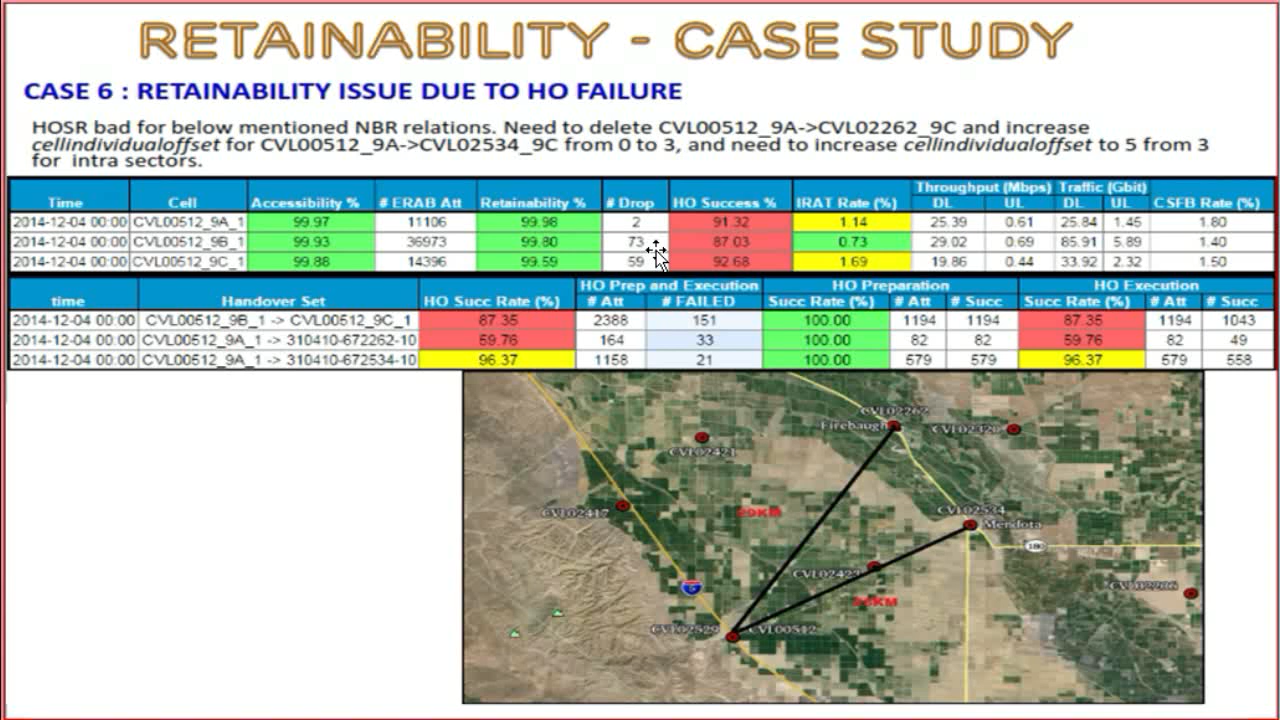 RETAINABILITY - CASE STUDY
CASE 6 : RETAINABILITY ISSUE DUE TO HO FAILURE
HOSR bad for below mentioned NBR relations. Need to delete CVL00512_9A->CVL02262_9C and increase
cellindividualoffset for CVL00512_9A->CVL02534_9C from 0 to 3, and need to increase cellindividualoffset to 5 from 3
for intra sectors.
Throughput (Mbps) Traffic (Gbit)
Time Cell Accessibility % # ERAB Att Retainability % # Drop HO Success % IRAT Rate (%) DL UL DL UL CSFB Rate (%)
2014-12-04 00:00 CVL00512_9A_1 99.97 11106 99.98 2 91.32 1.14 25.39 0.61 25.84 1.45 1.80
2014-12-04 00:00 CVL00512_9B_1 99.93 36973 99.80 73 87.03 0.73 29.02 0.69 85.91 5.89 1.40
2014-12-04 00:00 CVL00512_9C_1 99.88 14396 99.59 59 92.68 1.69 19.86 0.44 33.92 2.32 1.50
HO Prep and Execution HO Preparation HO Execution
time Handover Set HO Succ Rate (%) # Att # FAILED Succ Rate (%) # Att # Succ Succ Rate (%) # Att # Succ
2014-12-04 00:00 CVL00512_9B_1 -> CVL00512_9C_1 87.35 2388 151 100.00 1194 1194 87.35 1194 1043
2014-12-04 00:00 CVL00512_9A_1 -> 310410-672262-10 59.76 164 33 100.00 82 82 59.76 82 49
2014-12-04 00:00 CVL00512_9A_1 -> 310410-672534-10 96.37 1158 21 100.00 579 579 96.37 579 558
CVL02262
Firebaugh
CVL02320
CVL02421
CVL02417
20KM
CVL02534
Mendota
180
CVL02423
5
CVL02529 CVL00512